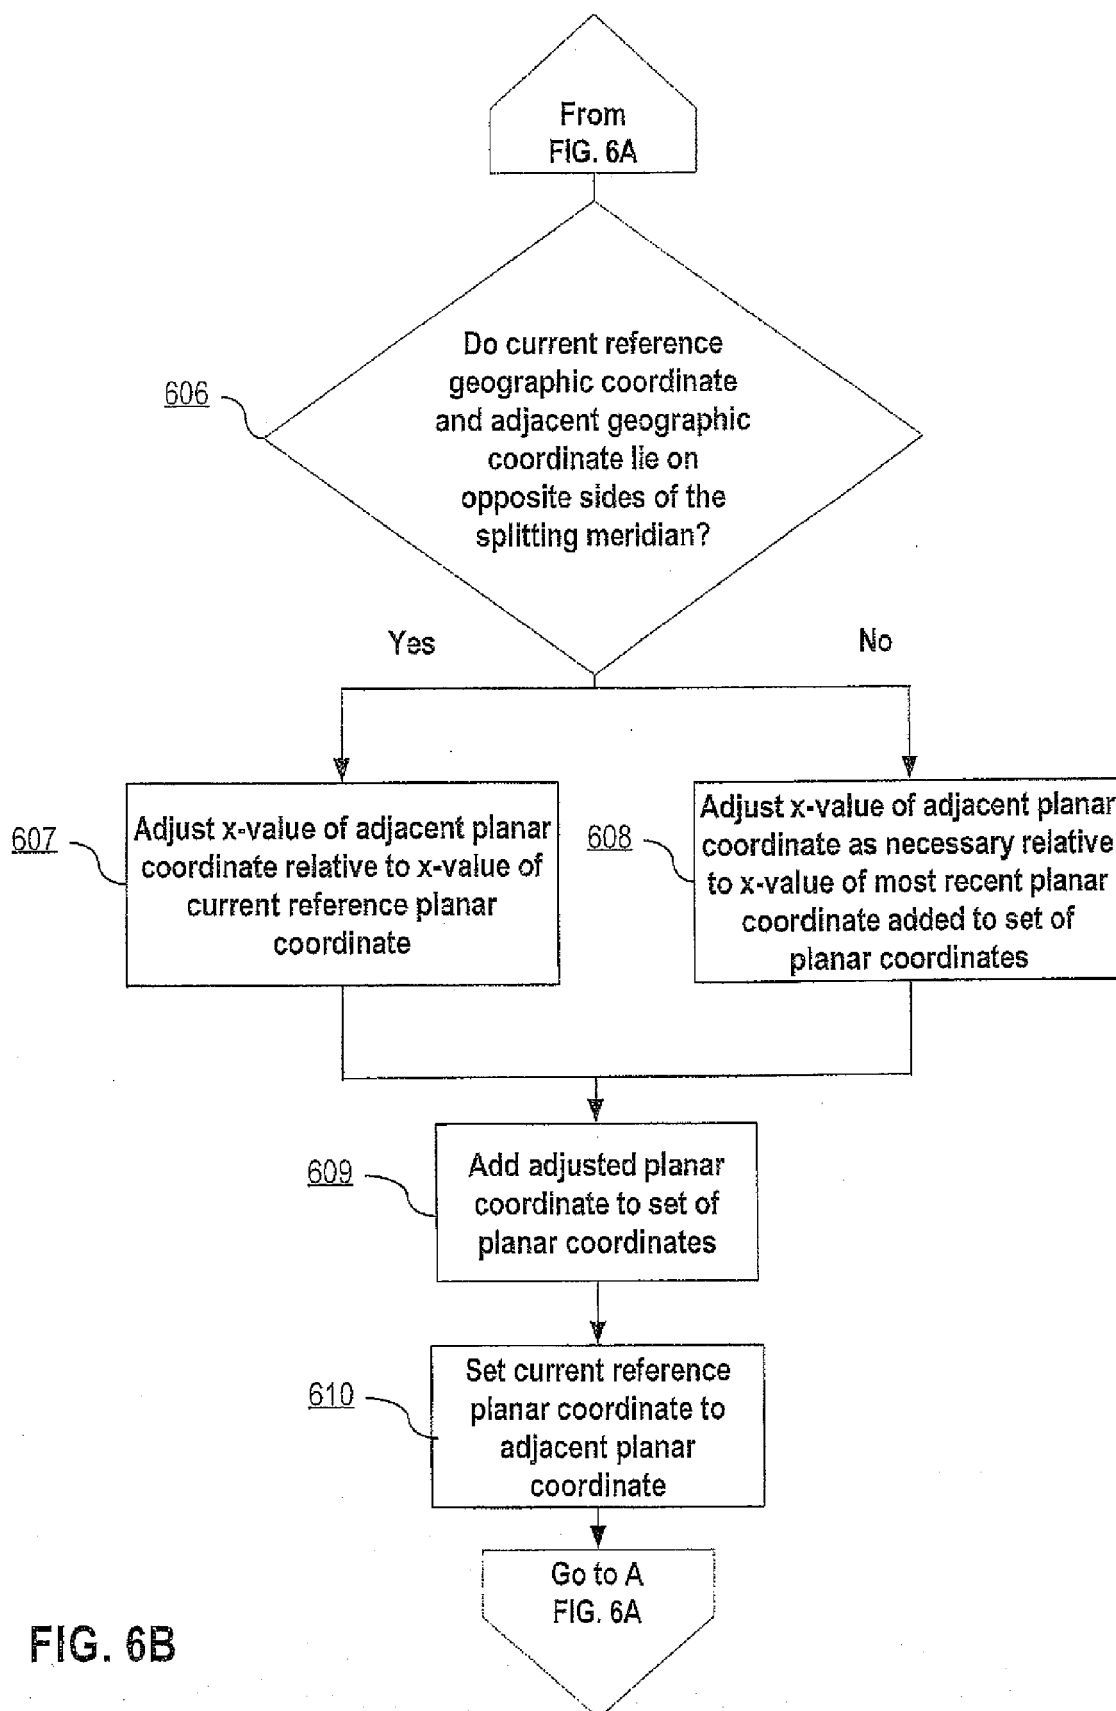 From
FIG. 6A
606
Do current reference
geographic coordinate
and adjacent geographic
coordinate lie on
opposite sides of the
splitting meridian?
Yes
No
607
Adjust x-value of adjacent planar
coordinate relative to x-value of
current reference planar
coordinate
608
Adjust x-value of adjacent planar
coordinate as necessary relative
to x-value of most recent planar
coordinate added to set of
planar coordinates
609
Add adjusted planar
coordinate to set of
planar coordinates
610
Set current reference
planar coordinate to
adjacent planar
coordinate
Go to A
FIG. 6A
FIG. 6B